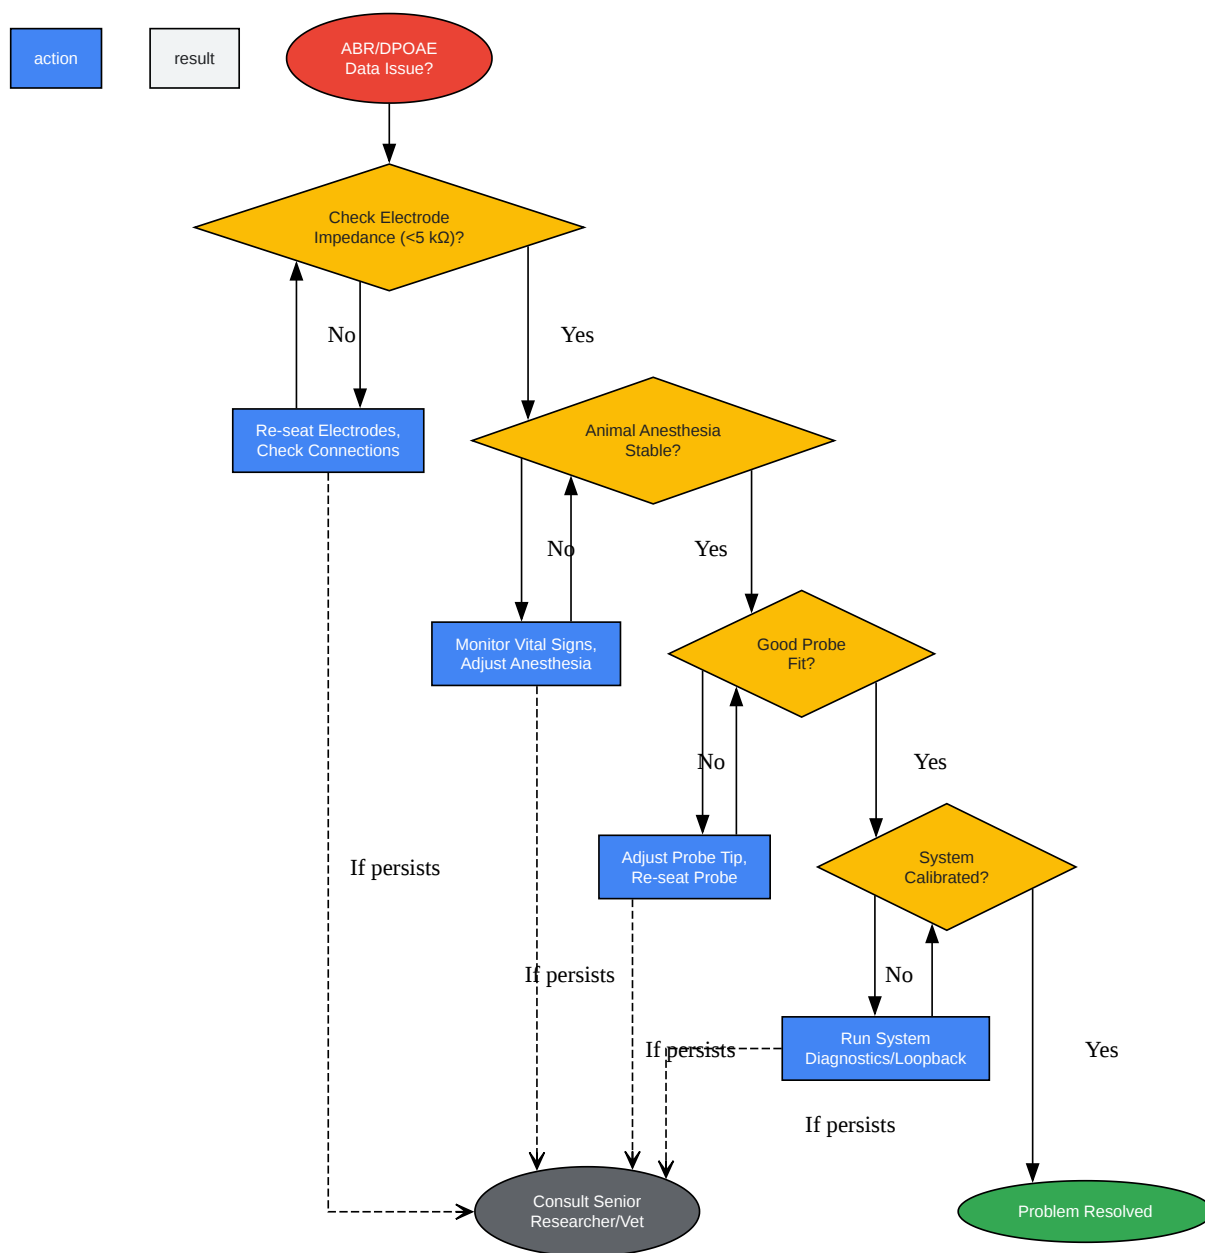 action
result
ABR/DPOAE
Data Issue?
Check Electrode
Impedance (<5 kΩ)?
No
Yes
Re-seat Electrodes,
Check Connections
Animal Anesthesia
Stable?
No
Yes
Monitor Vital Signs,
Adjust Anesthesia
Good Probe
Fit?
No
Yes
Adjust Probe Tip,
Re-seat Probe
System
Calibrated?
If persists
If persists
No
Run System
Diagnostics/Loopback
If persists
Yes
If persists
Consult Senior
Researcher/Vet
Problem Resolved